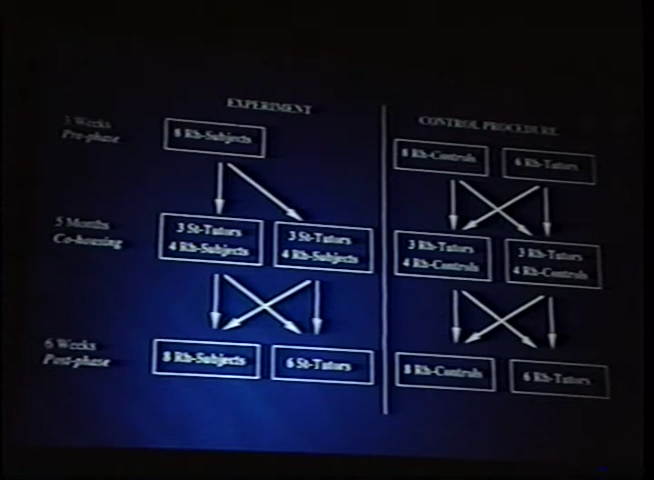 EXPERIMENT
CONTROL PROCEDURE
3 Weeks
Pre-phase
8 Rh-Subjects
8 Rh-Controls
6 Rh-Tutors
5 Months
Co-housing
3 St-Tutors
4 Rh-Subjects
3 St-Tutors
4 Rh-Subjects
3 Rh-Tutors
4 Rh-Controls
3 Rh-Tutors
4 Rh-Controls
6 Weeks
Post-phase
8 Rh-Subjects
6 St-Tutors
8 Rh-Controls
6 Rh-Tutors